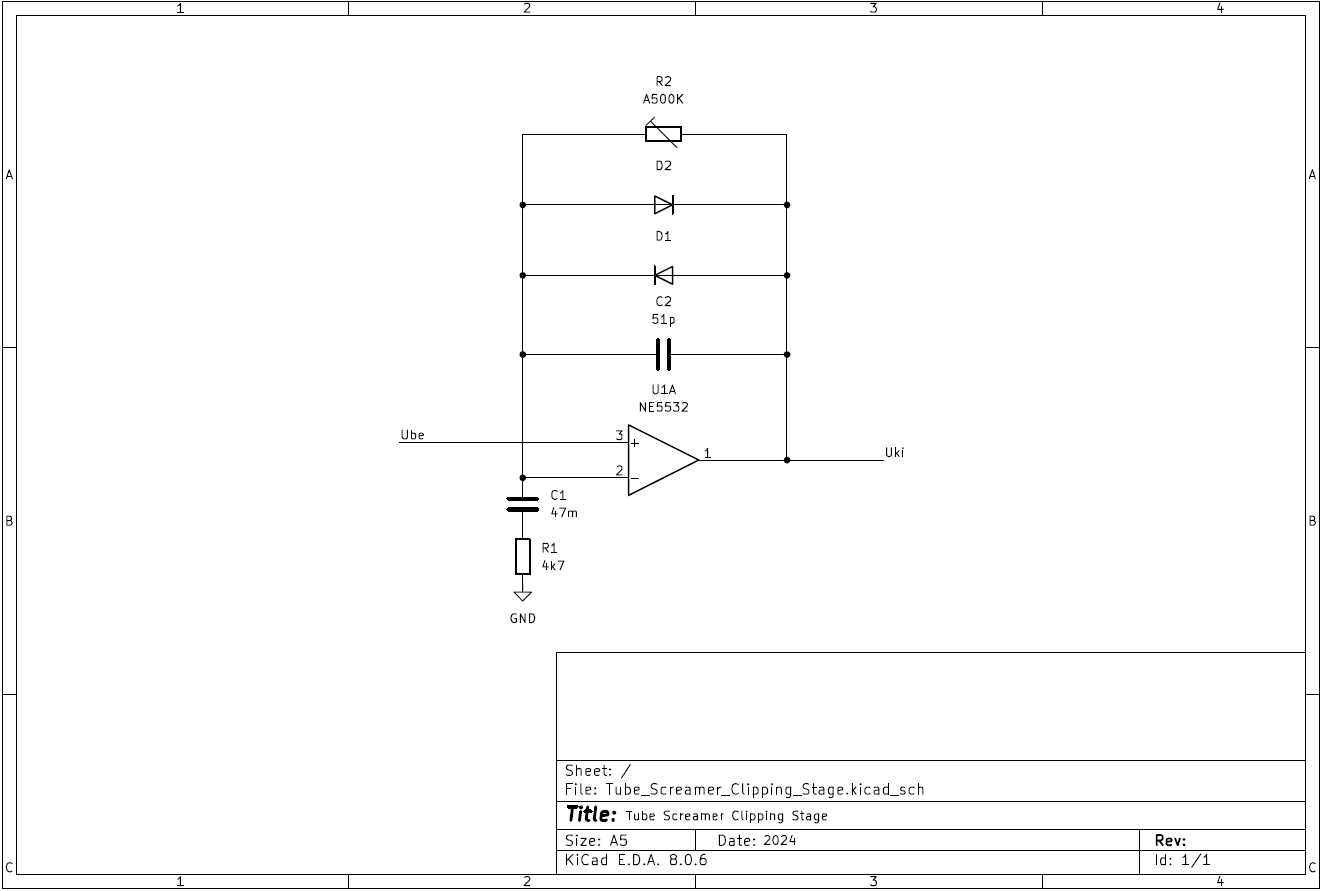 1 2 3 4
R2
A500K
D2
A A
D1
C2
51p
U1A
NE5532
Ube 3 +
1 Uki
2 −
C1
47m
B B
R1
4k7
GND
Sheet: /
File: Tube_Screamer_Clipping_Stage.kicad_sch
Title: Tube Screamer Clipping Stage
Size: A5 Date: 2024 Rev:
KiCad E.D.A. 8.0.6 Id: 1/1
C C
1 2 3 4